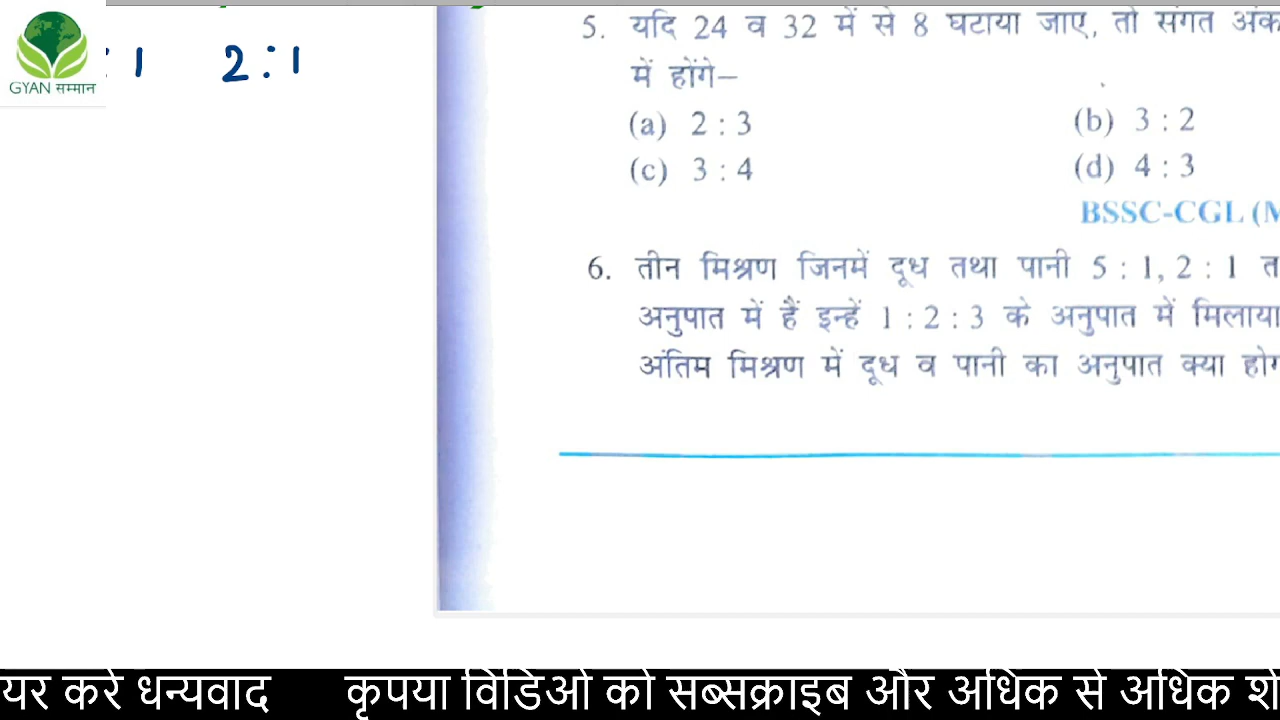 GYAN सम्मान
: 1 2 : 1
5. यदि 24 व 32 में से 8 घटाया जाए, तो संगत अंक
में होंगे–
(a) 2 : 3 (b) 3 : 2
(c) 3 : 4 (d) 4 : 3
BSSC-CGL (M
6. तीन मिश्रण जिनमें दूध तथा पानी 5 : 1, 2 : 1 त
अनुपात में हैं इन्हें 1 : 2 : 3 के अनुपात में मिलाया
अंतिम मिश्रण में दूध व पानी का अनुपात क्या होग
यर करे धन्यवाद कृपया विडिओ को सब्सक्राइब और अधिक से अधिक शे